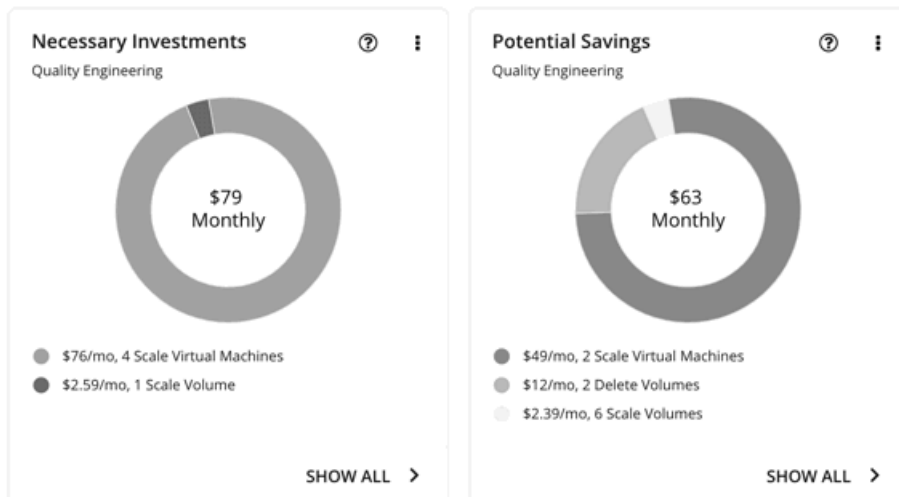 Necessary Investments
Quality Engineering
$79
Monthly
$76/mo, 4 Scale Virtual Machines
$2.59/mo, 1 Scale Volume
SHOW ALL
Potential Savings
Quality Engineering
$63
Monthly
$49/mo, 2 Scale Virtual Machines
$12/mo, 2 Delete Volumes
$2.39/mo, 6 Scale Volumes
SHOW ALL